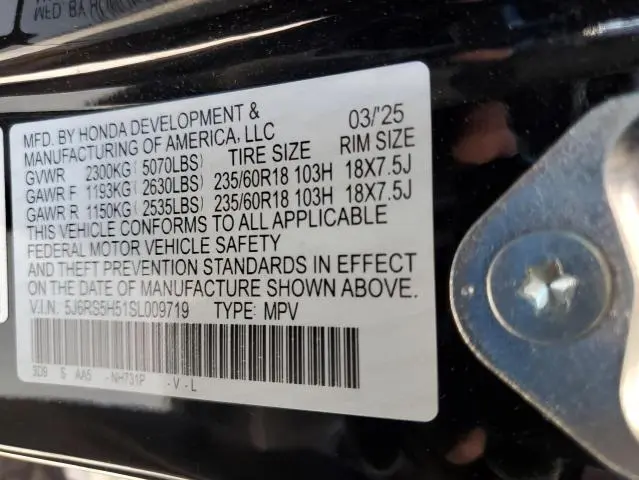 MFD. BY HONDA DEVELOPMENT &
MANUFACTURING OF AMERICA, LLC 03/'25
GVWR 2300KG( 5070LBS) TIRE SIZE RIM SIZE
GAWR F 1193KG( 2630LBS) 235/60R18 103H 18X7.5J
GAWR R 1150KG( 2535LBS) 235/60R18 103H 18X7.5J
THIS VEHICLE CONFORMS TO ALL APPLICABLE
FEDERAL MOTOR VEHICLE SAFETY
AND THEFT PREVENTION STANDARDS IN EFFECT
ON THE DATE OF MANUFACTURE SHOWN ABOVE.
V.I.N. 5J6RS5H51SL009719 TYPE: MPV
3D9 S AA5 -NH731P -V-L